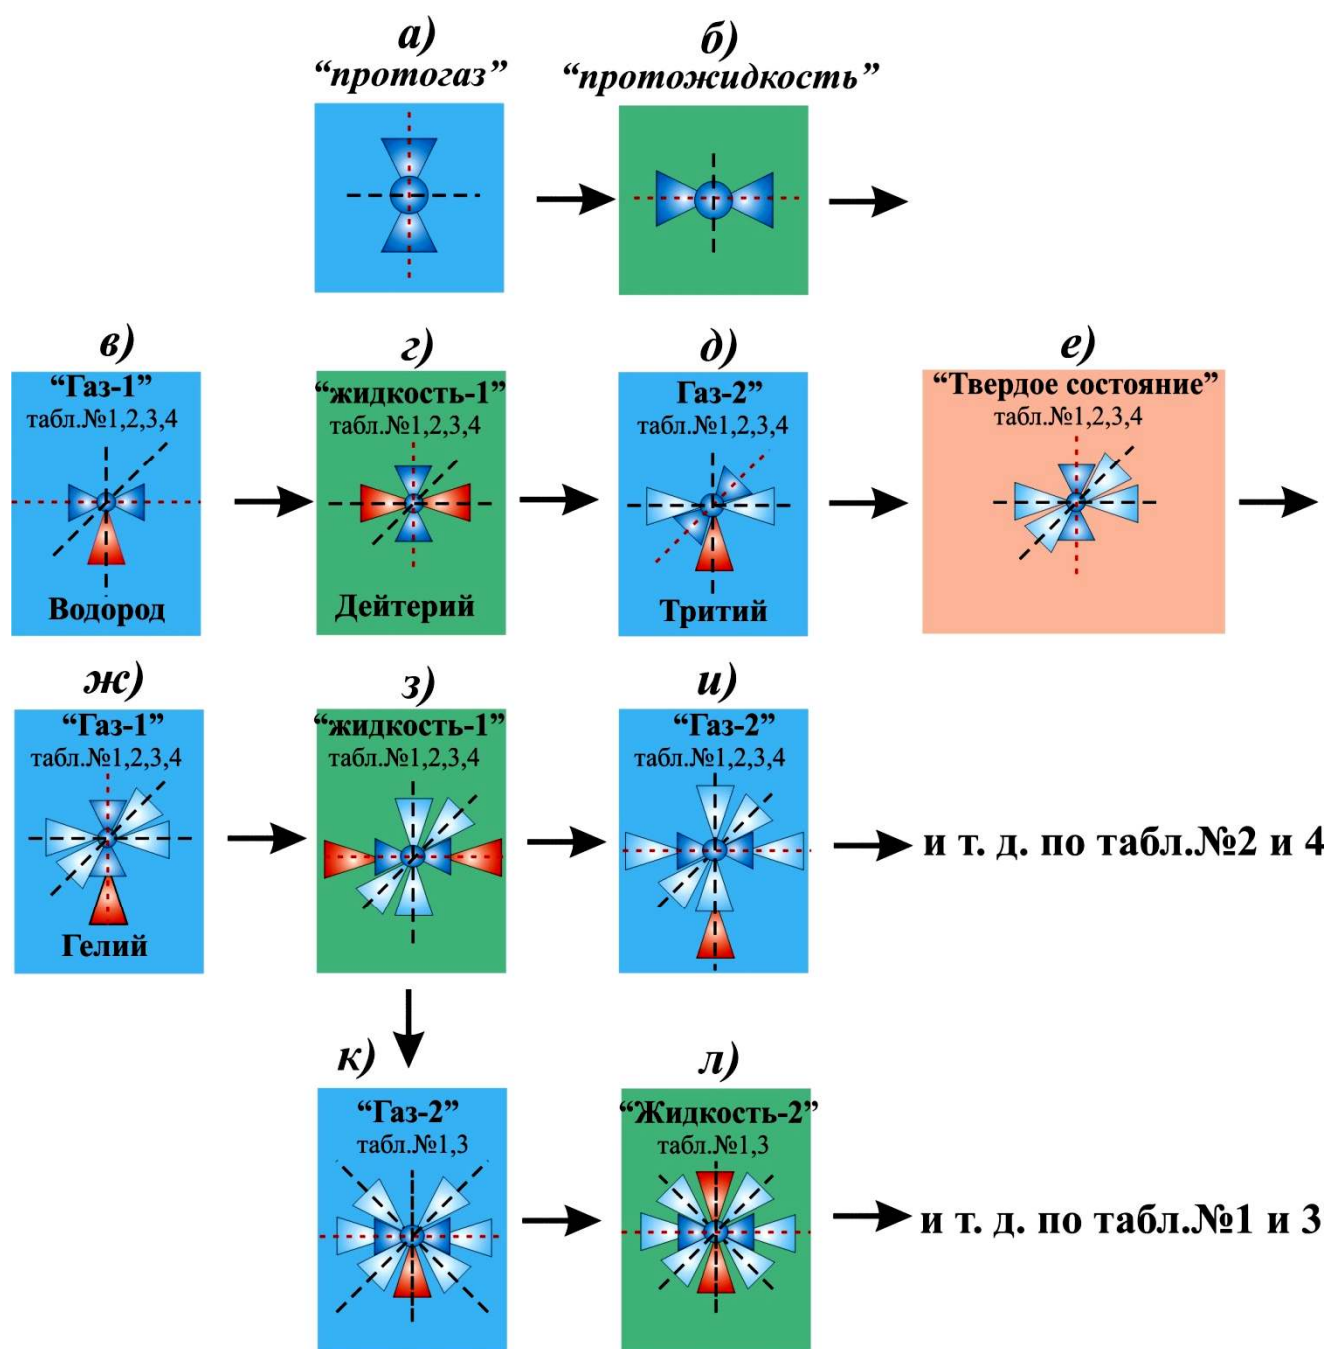 а)
“протогаз”
б)
“протожидкость”
в)
“Газ-1”
табл.№1,2,3,4
Водород
г)
“жидкость-1”
табл.№1,2,3,4
Дейтерий
д)
Газ-2”
табл.№1,2,3,4
Тритий
е)
“Твердое состояние”
табл.№1,2,3,4
ж)
“Газ-1”
табл.№1,2,3,4
Гелий
з)
“жидкость-1”
табл.№1,2,3,4
и)
“Газ-2”
табл.№1,2,3,4
и т. д. по табл.№2 и 4
к)
“Газ-2”
табл.№1,3
л)
“Жидкость-2”
табл.№1,3
и т. д. по табл.№1 и 3